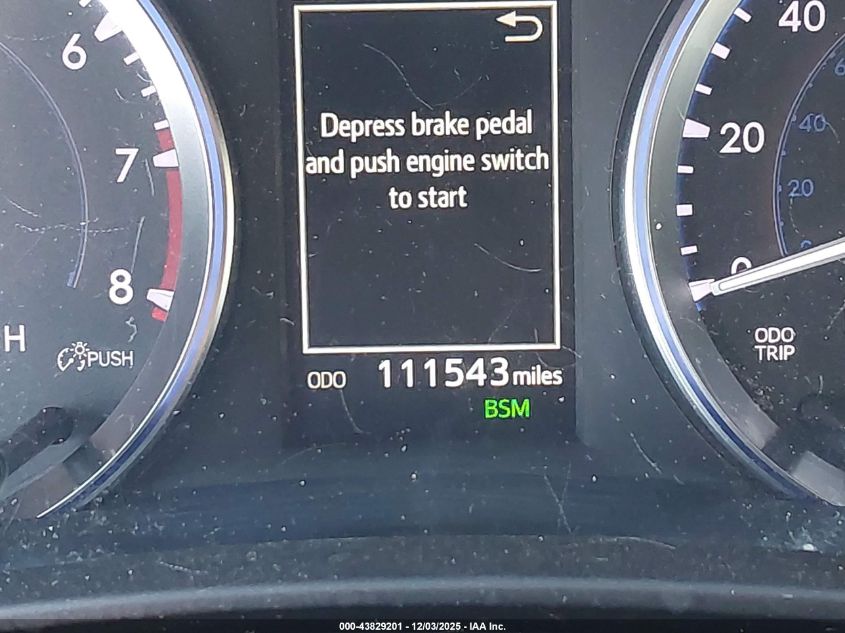 6
7
8
H
PUSH
Depress brake pedal
and push engine switch
to start
ODO 111543 miles
BSM
40
20
0
40
20
0
ODO
TRIP
000-43829201 - 12/03/2025 - IAA Inc.